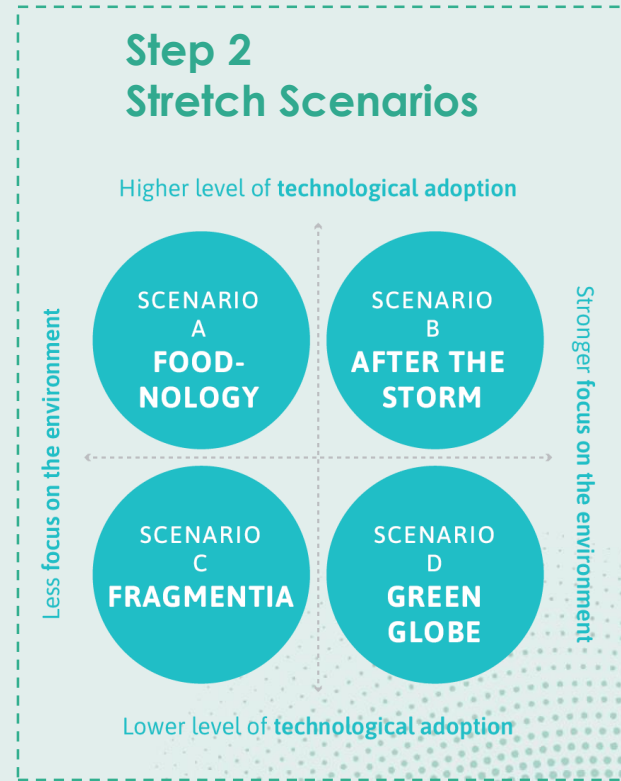 Step 2
Stretch Scenarios
Higher level of technological adoption
Less focus on the environment
SCENARIO
A
FOOD-
NOLOGY
SCENARIO
B
AFTER THE
STORM
Stronger focus on the environment
SCENARIO
C
FRAGMENTIA
SCENARIO
D
GREEN
GLOBE
Lower level of technological adoption